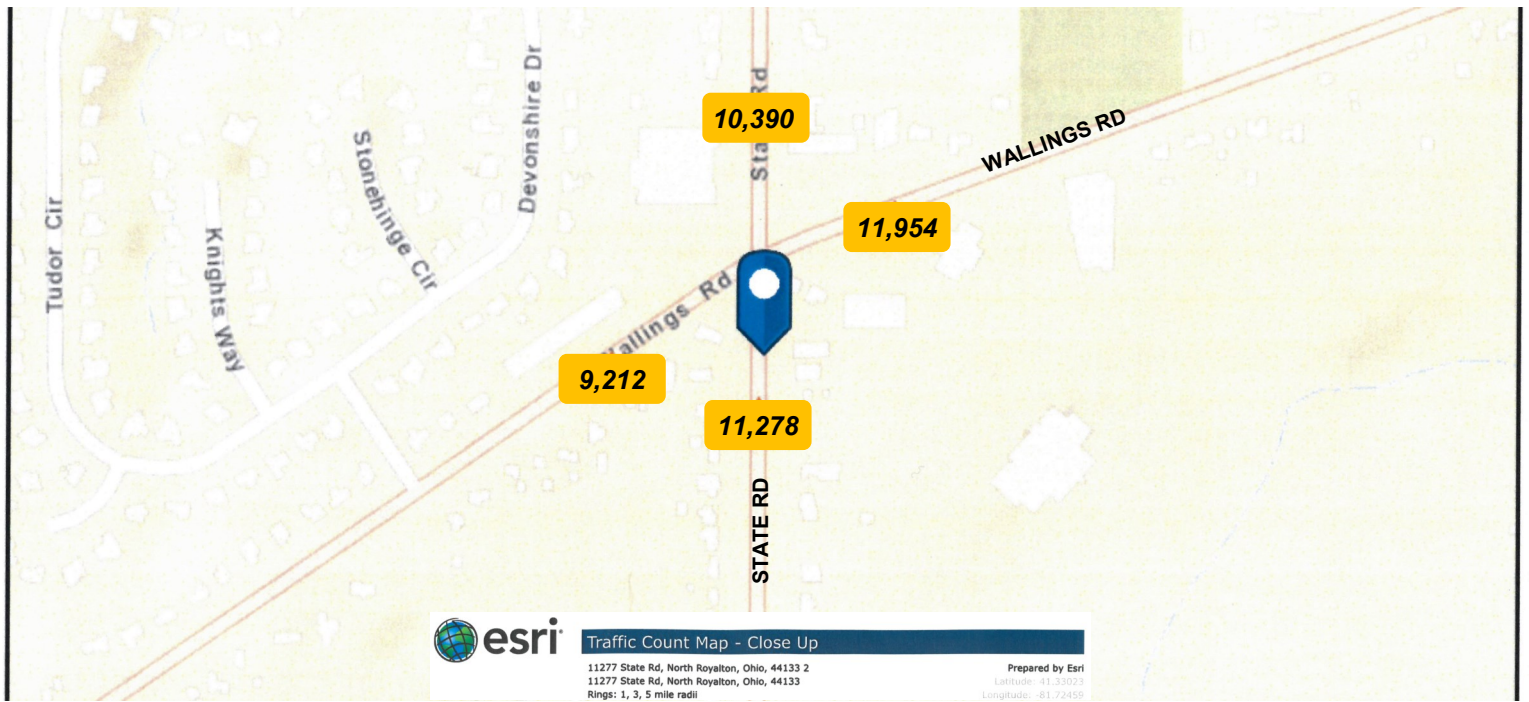 Tudor Cir
Knights Way
Stonehinge Cir
Devonshire Dr
State Rd
10,390
WALLINGS RD
11,954
Wallings Rd
9,212
11,278
STATE RD
esri
Traffic Count Map - Close Up
11277 State Rd, North Royalton, Ohio, 44133 2
11277 State Rd, North Royalton, Ohio, 44133
Rings: 1, 3, 5 mile radii
Prepared by Esri
Latitude: 41.33023
Longitude: -81.72459